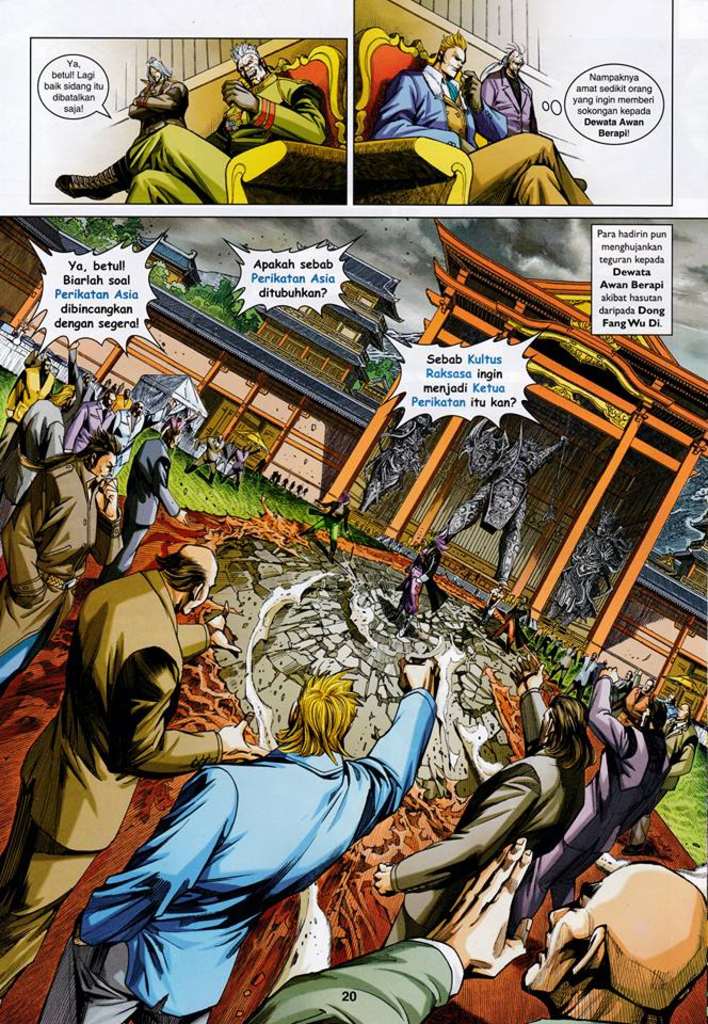 Ya,
betul! Lagi
baik sidang itu
dibatalkan
saja!
Nampaknya
amat sedikit orang
yang ingin memberi
sokongan kepada
Dewata Awan
Berapi!
Ya, betul!
Biarlah soal
Perikatan Asia
dibincangkan
dengan segera!
Apakah sebab
Perikatan Asia
ditubuhkan?
Para hadirin pun
menghujankan
teguran kepada
Dewata
Awan Berapi
akibat hasutan
daripada Dong
Fang Wu Di.
Sebab Kultus
Raksasa ingin
menjadi Ketua
Perikatan itu kan?
20